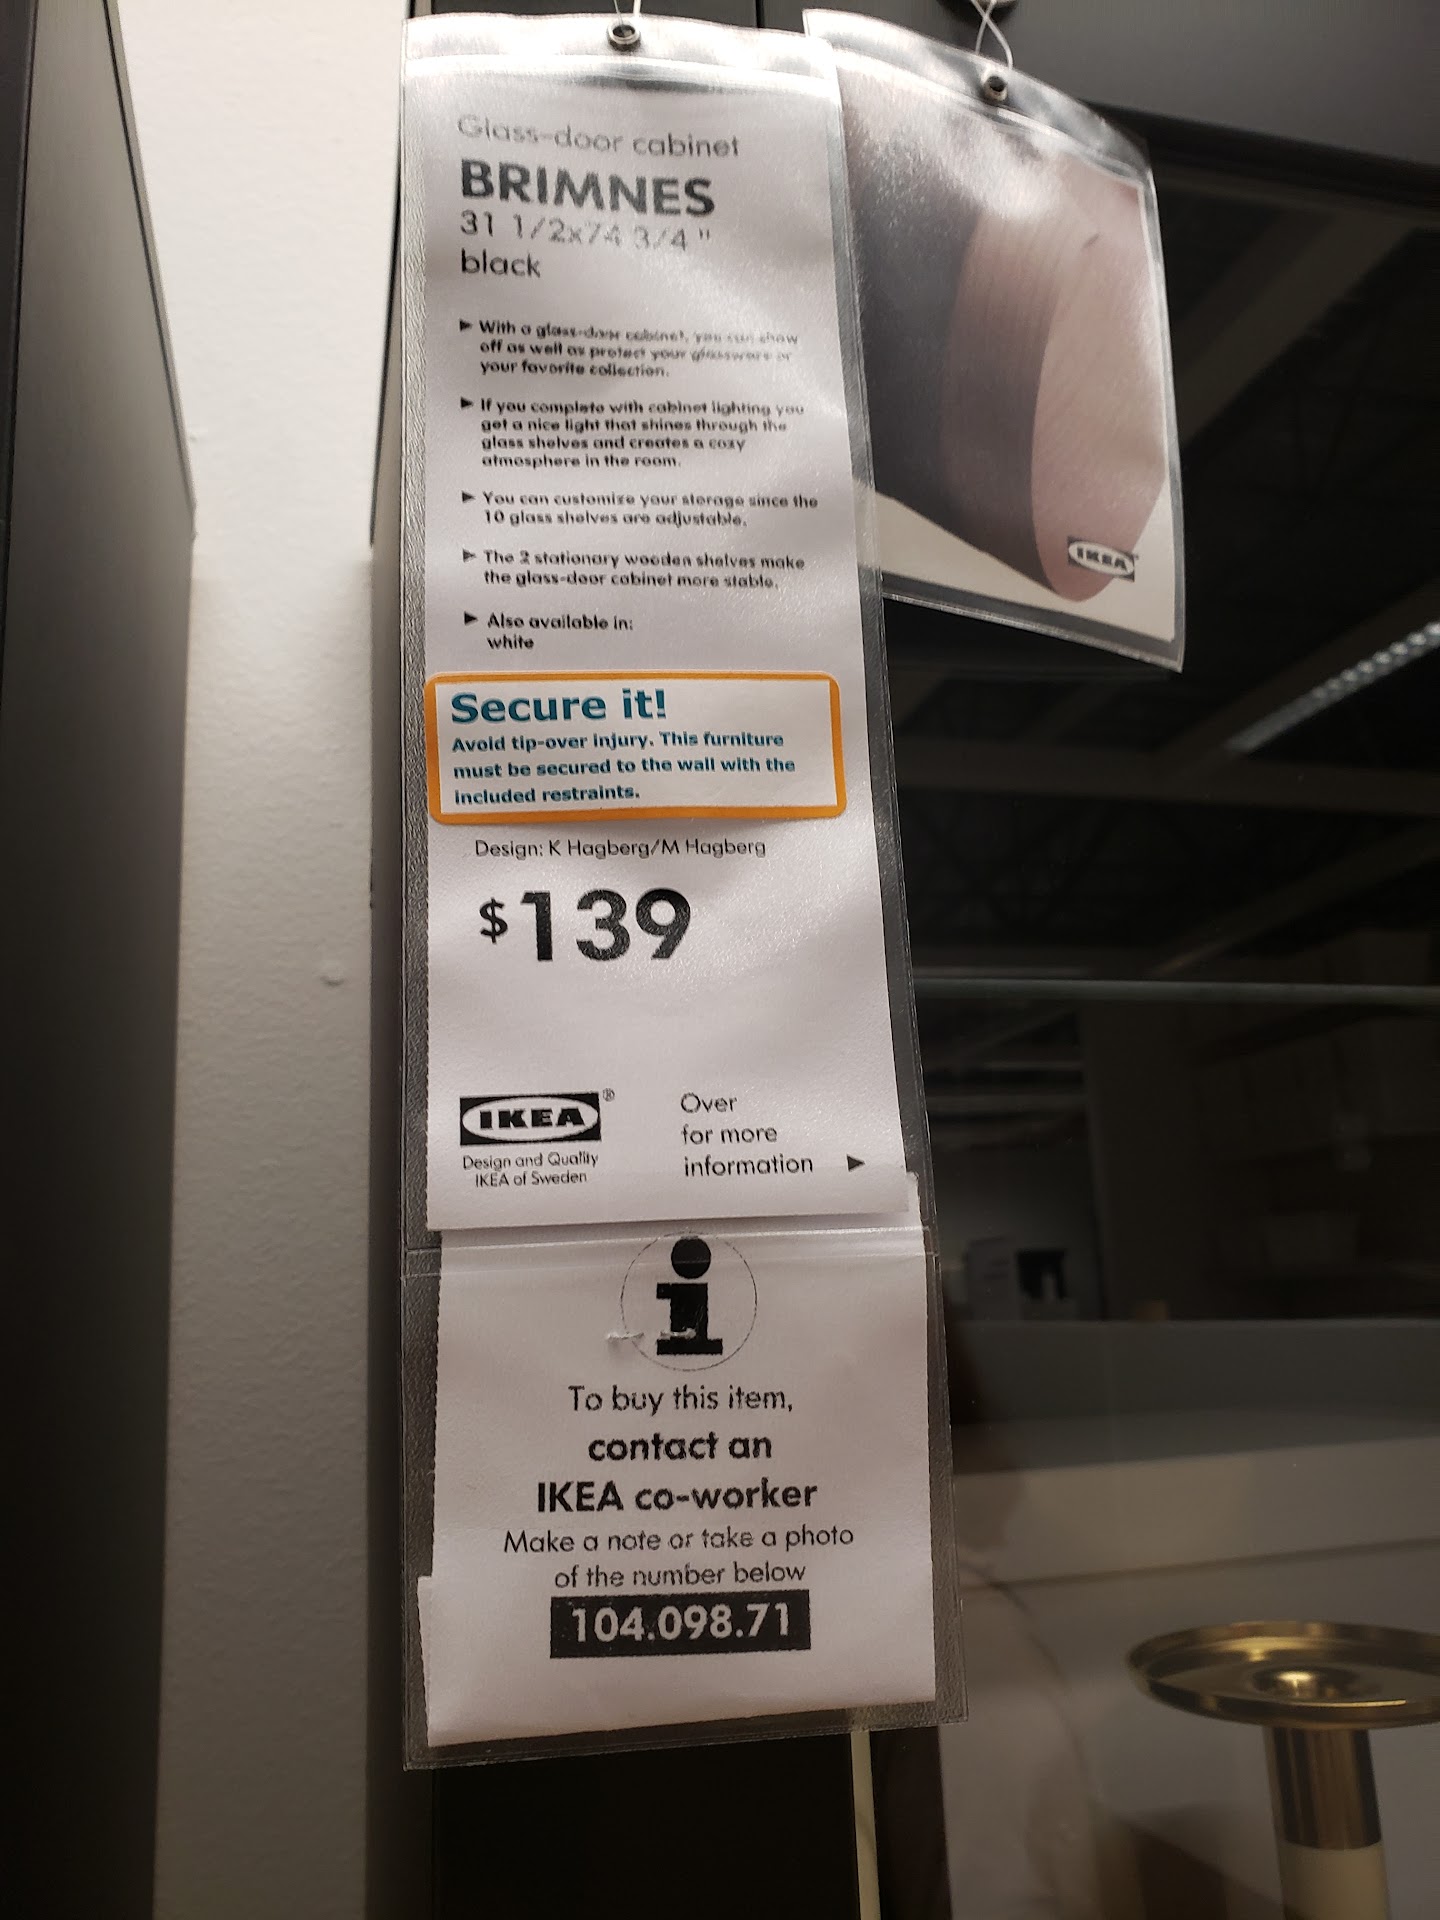 Glass-door cabinet
BRIMNES
31 1/2x74 3/4"
black
► With a glass-door cabinet, you can show
off as well as protect your glassware or
your favorite collection.
► If you complete with cabinet lighting you
get a nice light that shines through the
glass shelves and creates a cozy
atmosphere in the room.
► You can customize your storage since the
10 glass shelves are adjustable.
► The 2 stationary wooden shelves make
the glass-door cabinet more stable.
► Also available in:
white
Secure it!
Avoid tip-over injury. This furniture
must be secured to the wall with the
included restraints.
Design: K Hagberg/M Hagberg
$139
IKEA®
Design and Quality
IKEA of Sweden
Over
for more
information ►
i
To buy this item,
contact an
IKEA co-worker
Make a note or take a photo
of the number below
104.098.71
IKEA